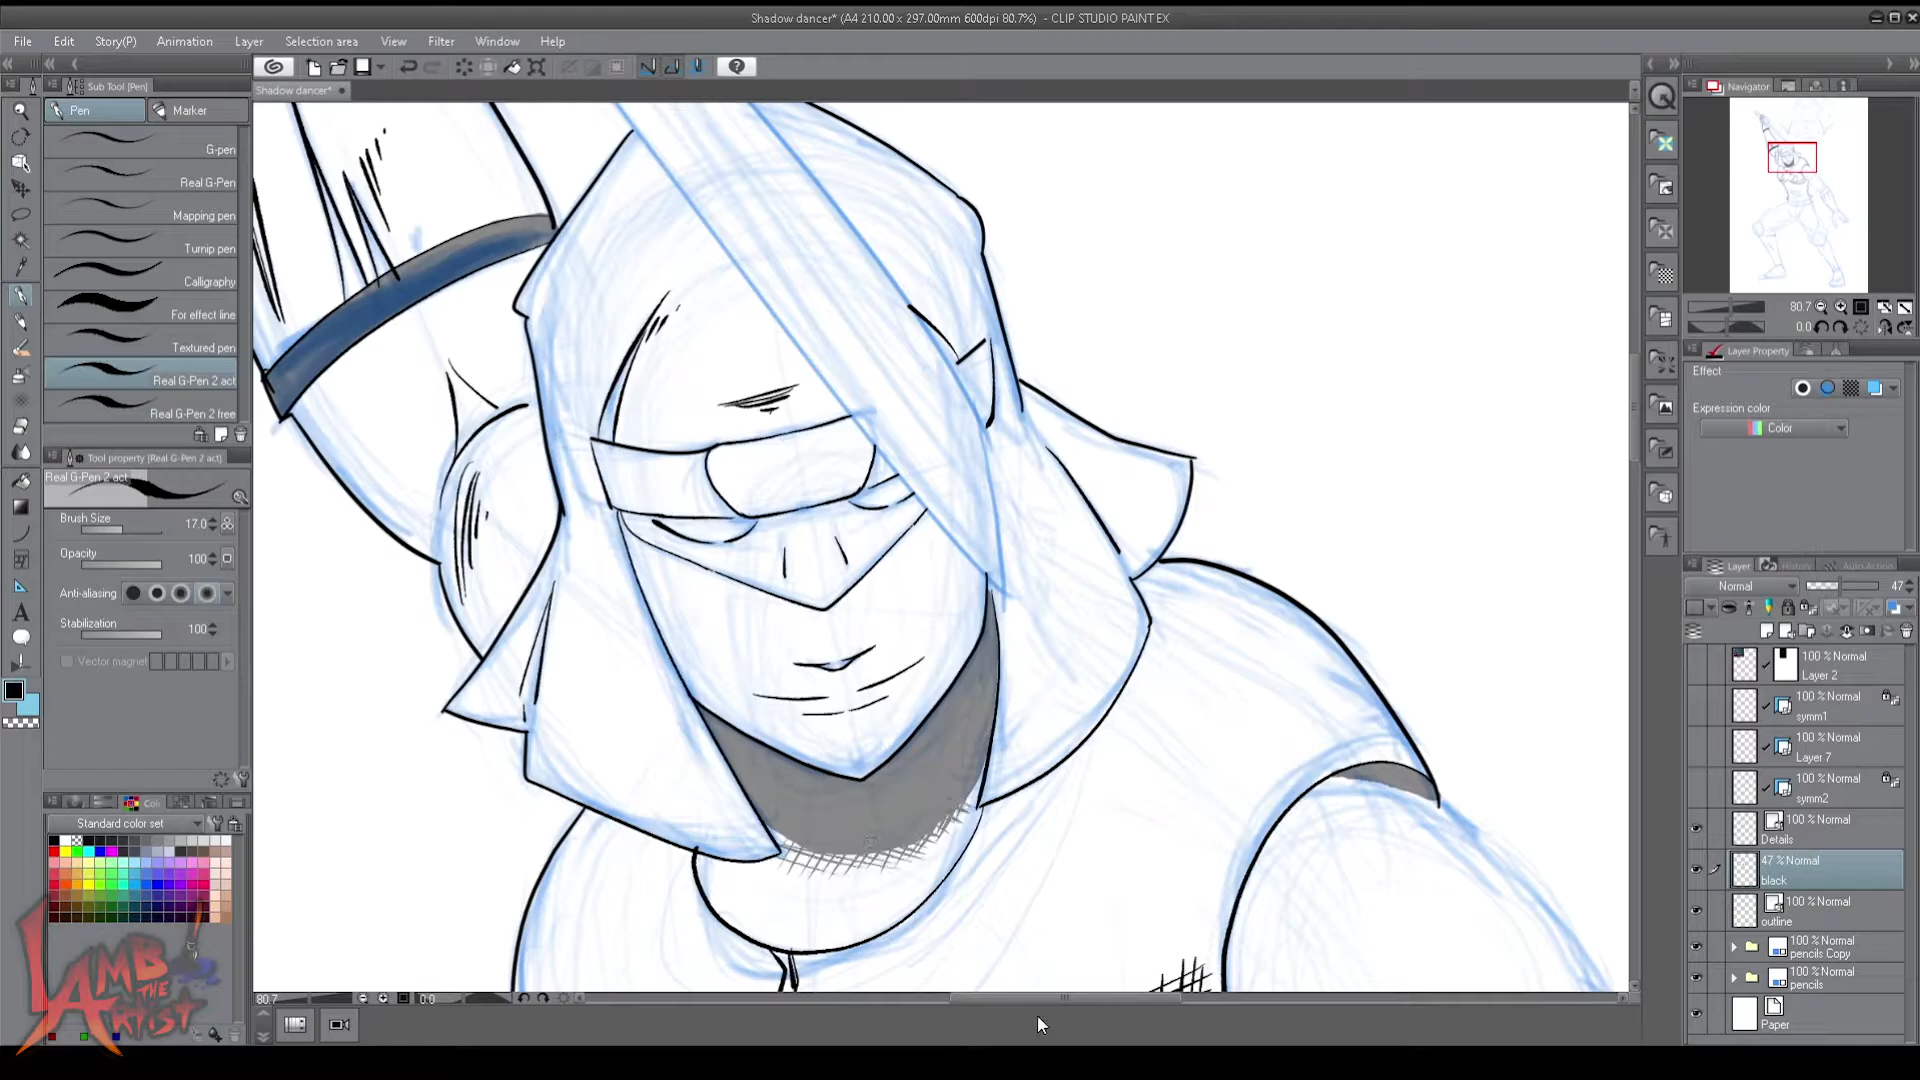 Shadow dancer* (A4 210.00 x 297.00mm 600dpi 80.7%) - CLIP STUDIO PAINT EX
File Edit Story(P) Animation Layer Selection area View Filter Window Help
Sub Tool [Pen]
Shadow dancer*
Navigator
Pen Marker
G-pen
Real G-Pen
Mapping pen
Turnip pen
Calligraphy
For effect line
Textured pen
Real G-Pen 2 act
Real G-Pen 2 free
Tool property [Real G-Pen 2 act]
Real G-Pen 2 act
Brush Size 17.0
Opacity 100
Anti-aliasing
Stabilization 100
Vector magnet
Standard color set
LAMB
THE
ARTIST
80.7 0.0
80.7
0.0
Layer Property
Effect
Expression color
Color
Layer History Auto Action
Normal 47
100 % Normal
Layer 2
100 % Normal
symm1
100 % Normal
Layer 7
100 % Normal
symm2
100 % Normal
Details
47 % Normal
black
100 % Normal
outline
100 % Normal
pencils Copy
100 % Normal
pencils
Paper